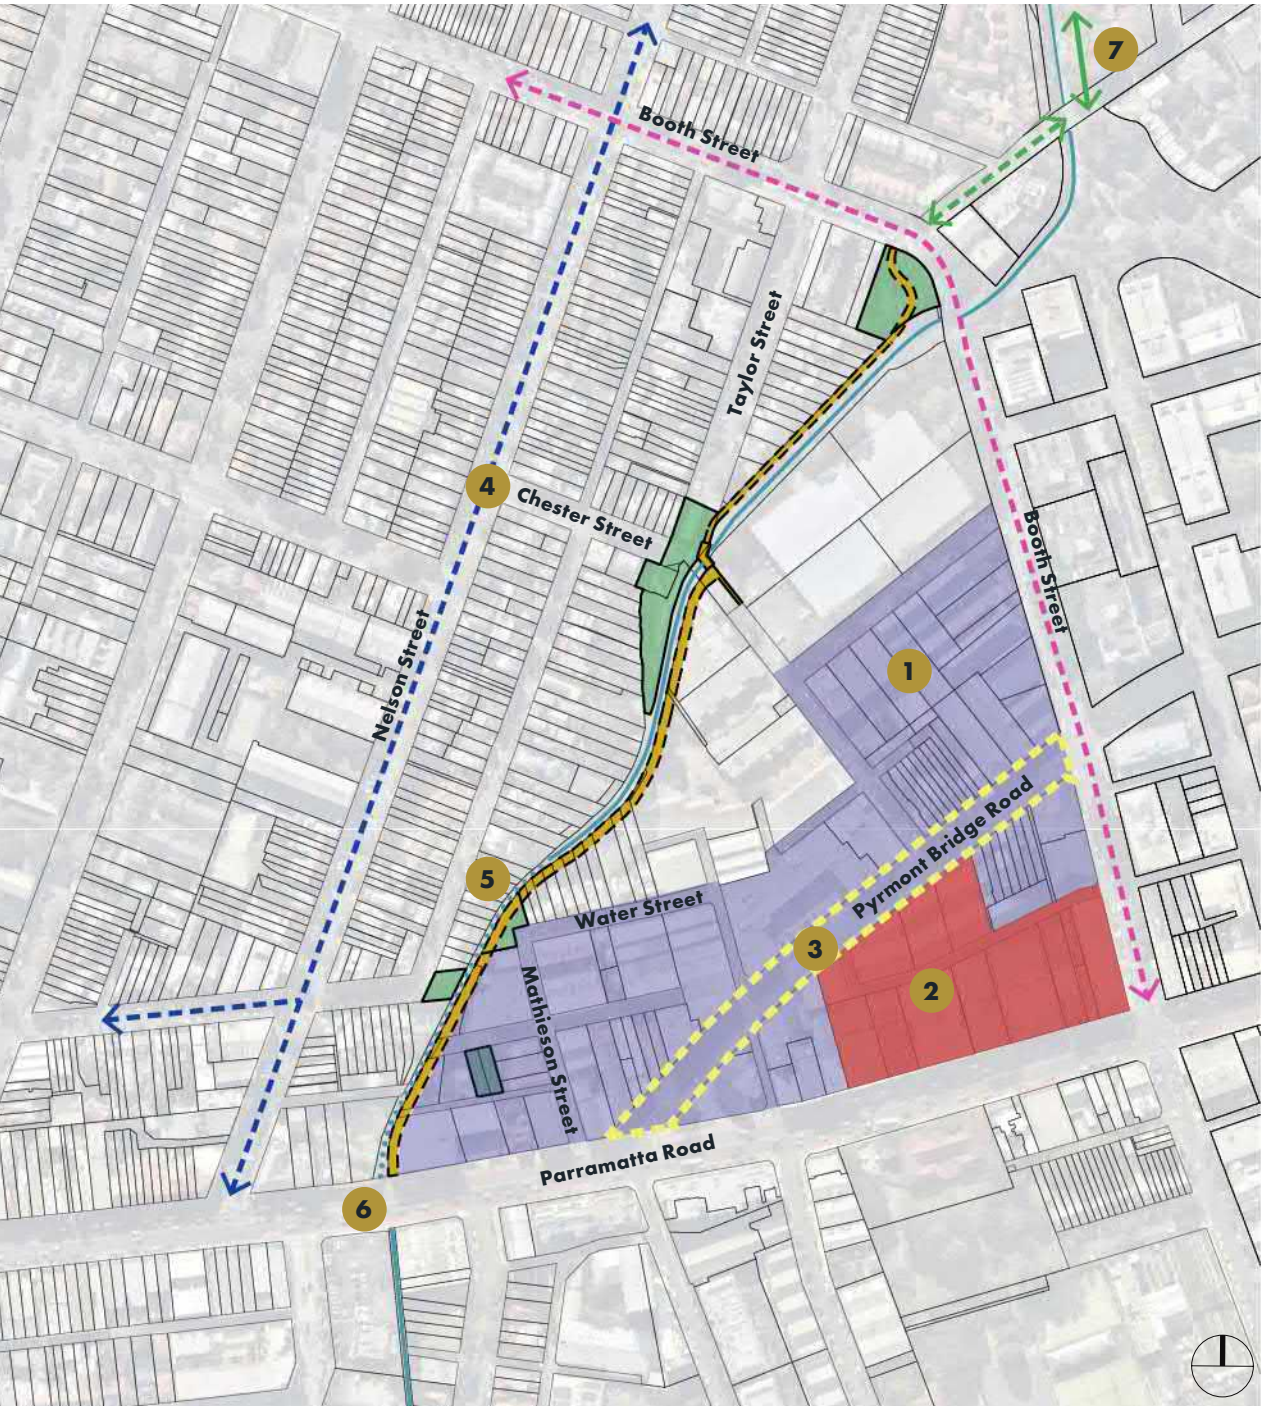 7
Booth Street
Taylor Street
4
Chester Street
Booth Street
Nelson Street
1
Pyrmont Bridge Road
5
Water Street
3
2
Mathieson Street
Parramatta Road
6